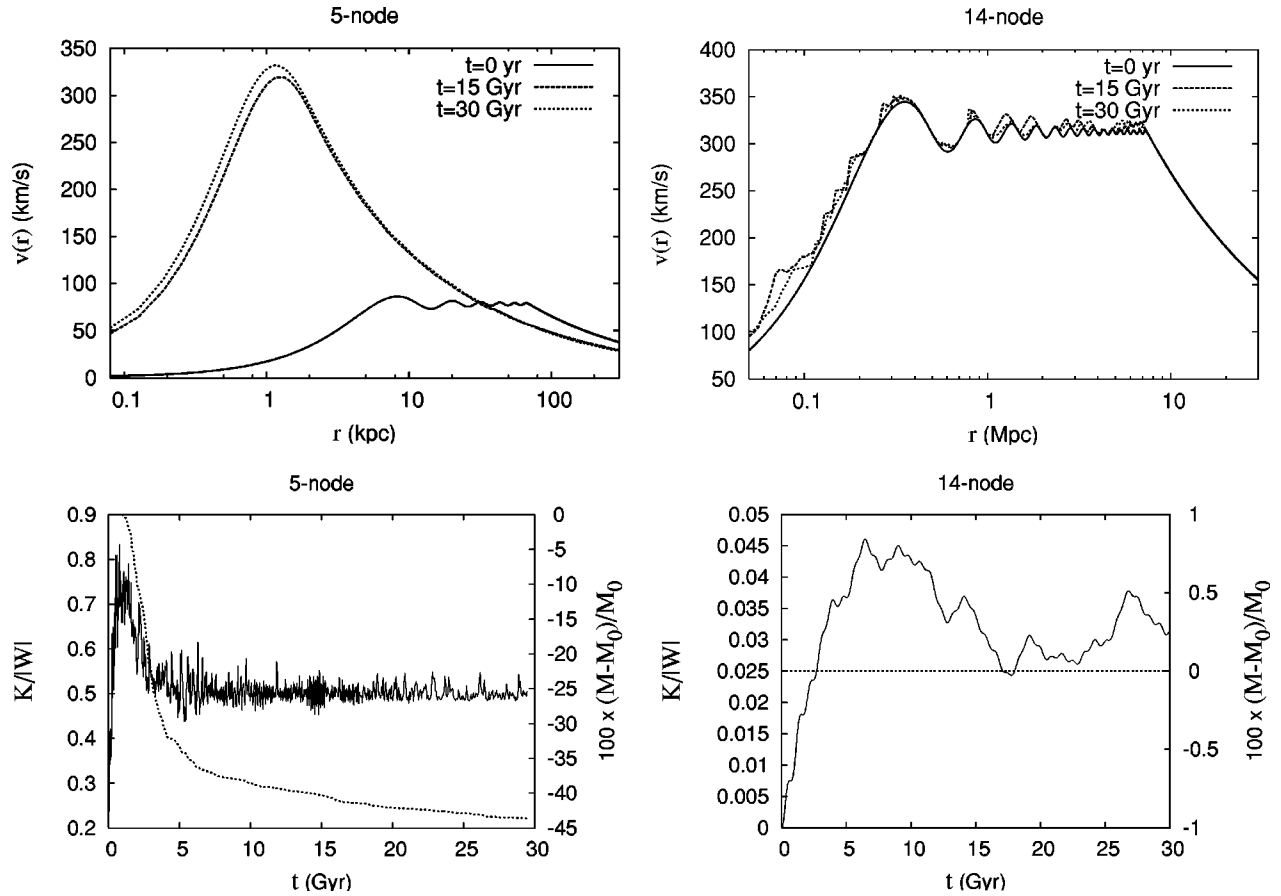 5-node
350
300
250
200
150
100
50
0
v(r) (km/s)
t=0 yr
t=15 Gyr
t=30 Gyr
0.1 1 10 100
r (kpc)
14-node
400
350
300
250
200
150
100
50
v(r) (km/s)
t=0 yr
t=15 Gyr
t=30 Gyr
0.1 1 10
r (Mpc)
5-node
0.9
0.8
0.7
0.6
0.5
0.4
0.3
0.2
K/|W|
0
-5
-10
-15
-20
-25
-30
-35
-40
-45
100 x (M-M0)/M0
0 5 10 15 20 25 30
t (Gyr)
14-node
0.05
0.045
0.04
0.035
0.03
0.025
0.02
0.015
0.01
0.005
0
K/|W|
1
0.5
0
-0.5
-1
100 x (M-M0)/M0
0 5 10 15 20 25 30
t (Gyr)